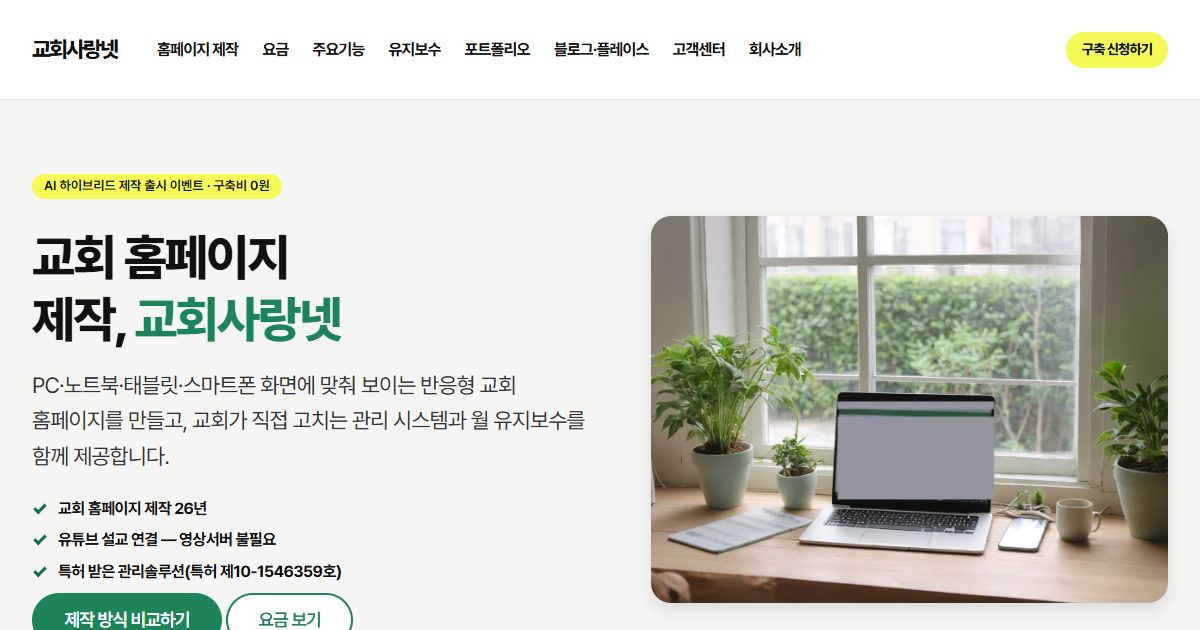 교회사랑넷 홈페이지 제작 요금 주요기능 유지보수 포트폴리오 블로그·플레이스 고객센터 회사소개 구축 신청하기
AI 하이브리드 제작 출시 이벤트 · 구축비 0원
교회 홈페이지
제작, 교회사랑넷
PC·노트북·태블릿·스마트폰 화면에 맞춰 보이는 반응형 교회
홈페이지를 만들고, 교회가 직접 고치는 관리 시스템과 월 유지보수를
함께 제공합니다.
교회 홈페이지 제작 26년
유튜브 설교 연결 — 영상서버 불필요
특허 받은 관리솔루션(특허 제10-1546359호)
제작 방식 비교하기 요금 보기